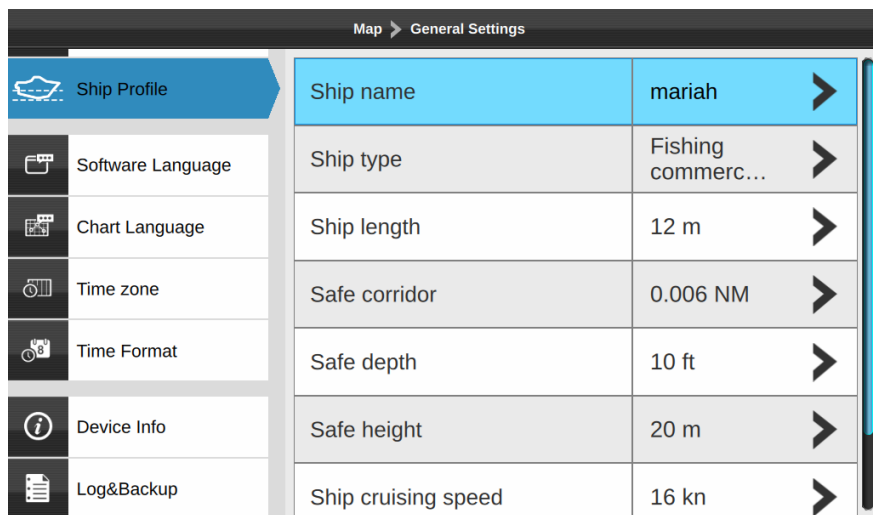 Map General Settings
Ship Profile
Software Language
Chart Language
Time zone
8
Time Format
Device Info
Log&Backup
Ship name mariah
Ship type Fishing
commerc…
Ship length 12 m
Safe corridor 0.006 NM
Safe depth 10 ft
Safe height 20 m
Ship cruising speed 16 kn